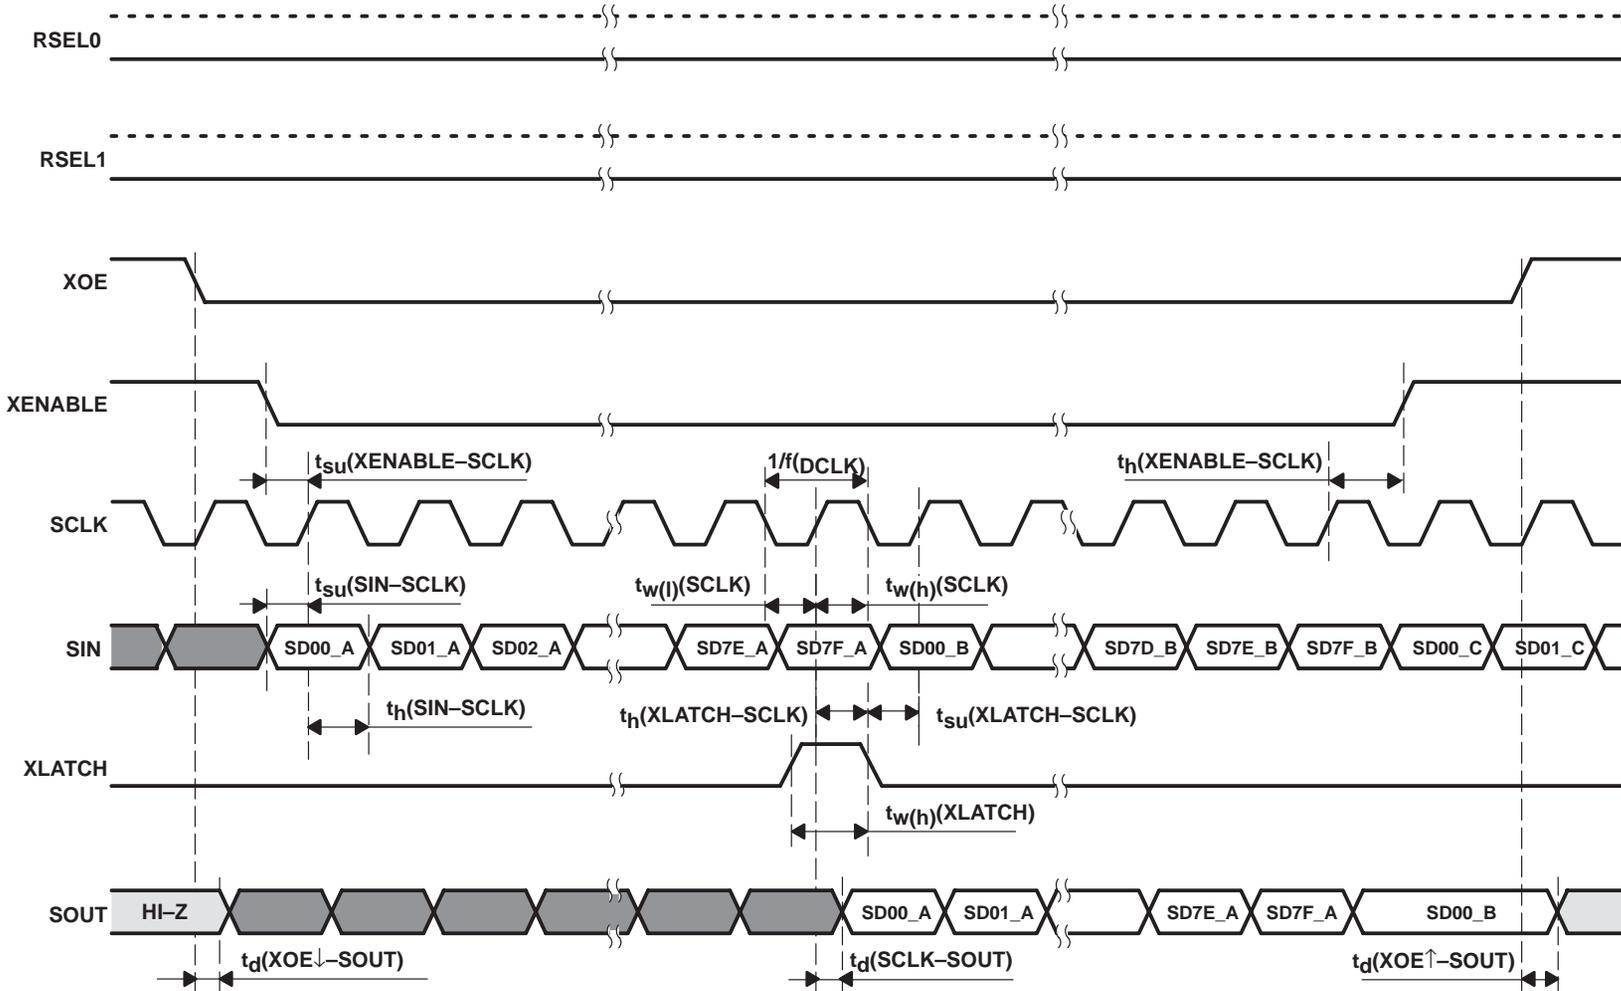 RSEL0
RSEL1
XOE
XENABLE
tsu(XENABLE–SCLK)
1/f(DCLK)
th(XENABLE–SCLK)
SCLK
tsu(SIN–SCLK)
tw(l)(SCLK)
tw(h)(SCLK)
SIN
SD00_A
SD01_A
SD02_A
SD7E_A
SD7F_A
SD00_B
SD7D_B
SD7E_B
SD7F_B
SD00_C
SD01_C
th(SIN–SCLK)
th(XLATCH–SCLK)
tsu(XLATCH–SCLK)
XLATCH
tw(h)(XLATCH)
SOUT
HI–Z
SD00_A
SD01_A
SD7E_A
SD7F_A
SD00_B
td(XOE↓–SOUT)
td(SCLK–SOUT)
td(XOE↑–SOUT)